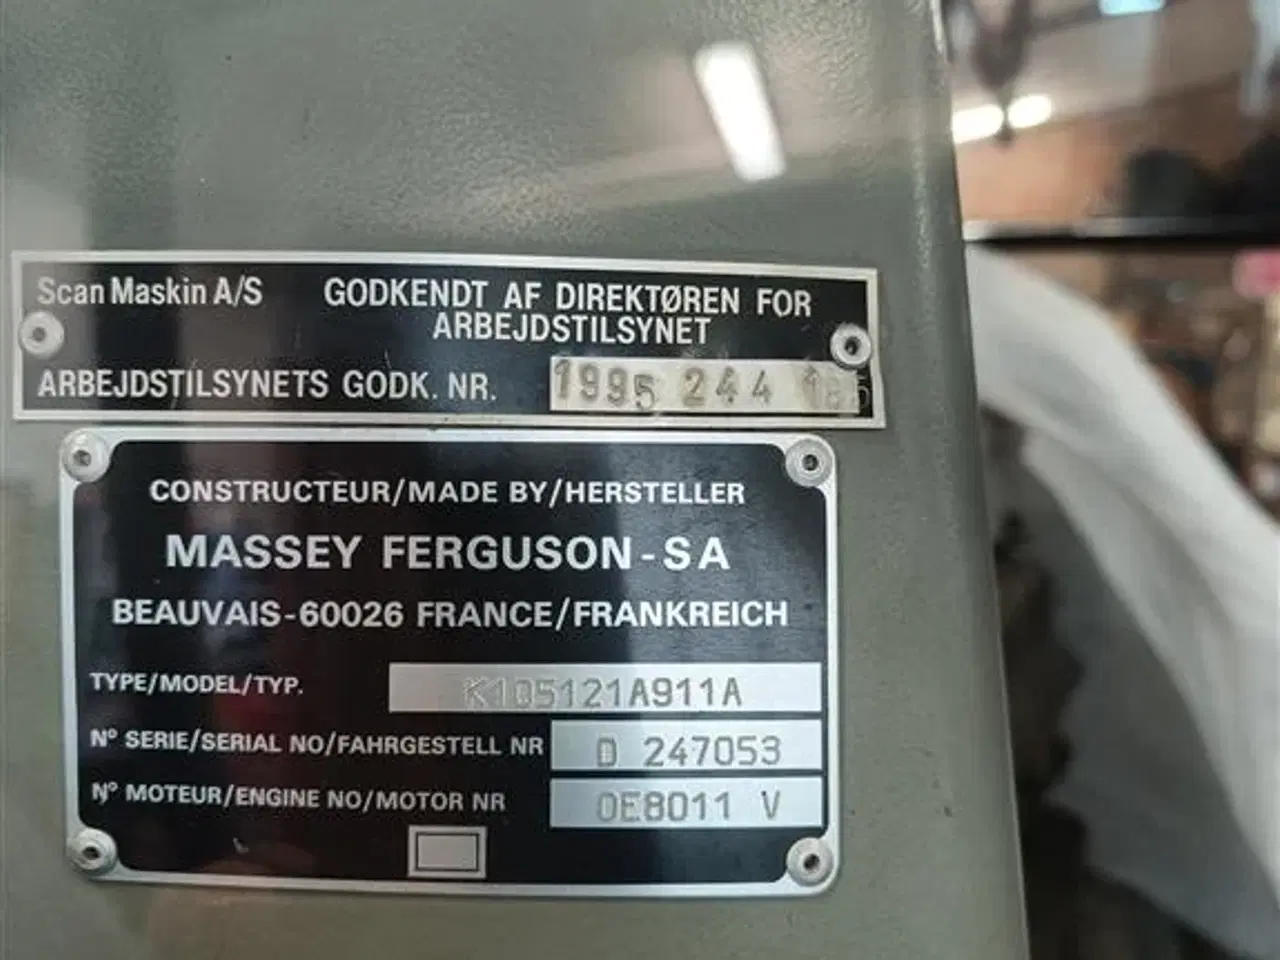 Scan Maskin A/S GODKENDT AF DIREKTØREN FOR
ARBEJDSTILSYNET
ARBEJDSTILSYNETS GODK. NR. 1995 244
CONSTRUCTEUR/MADE BY/HERSTELLER
MASSEY FERGUSON-SA
BEAUVAIS-60026 FRANCE/FRANKREICH
TYPE/MODEL/TYP. K105121A911A
Nº SERIE/SERIAL NO/FAHRGESTELL NR D 247053
Nº MOTEUR/ENGINE NO/MOTOR NR 0E8011 V